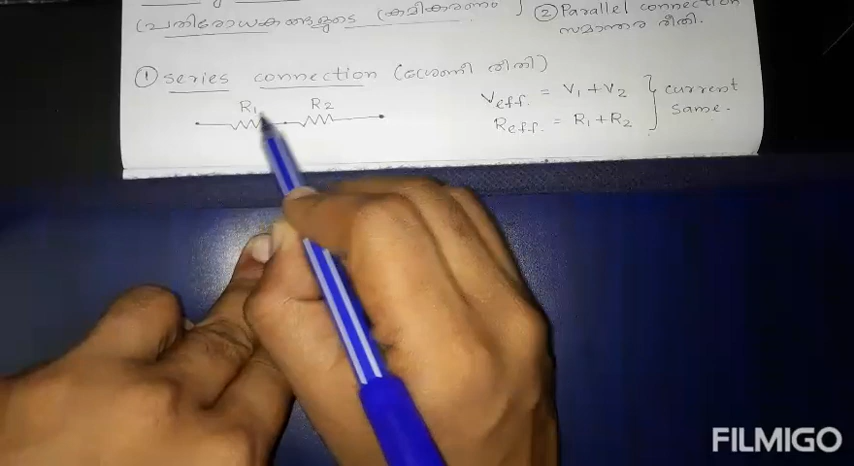 (പ്രതിരോധകങ്ങളുടെ ക്രമീകരണം)
② Parallel connection
സമാന്തര രീതി.
① series connection (ശ്രേണീ രീതി)
R₁ R₂
Veff. = V₁ + V₂
Reff. = R₁ + R₂
} current same.
FILMIGO